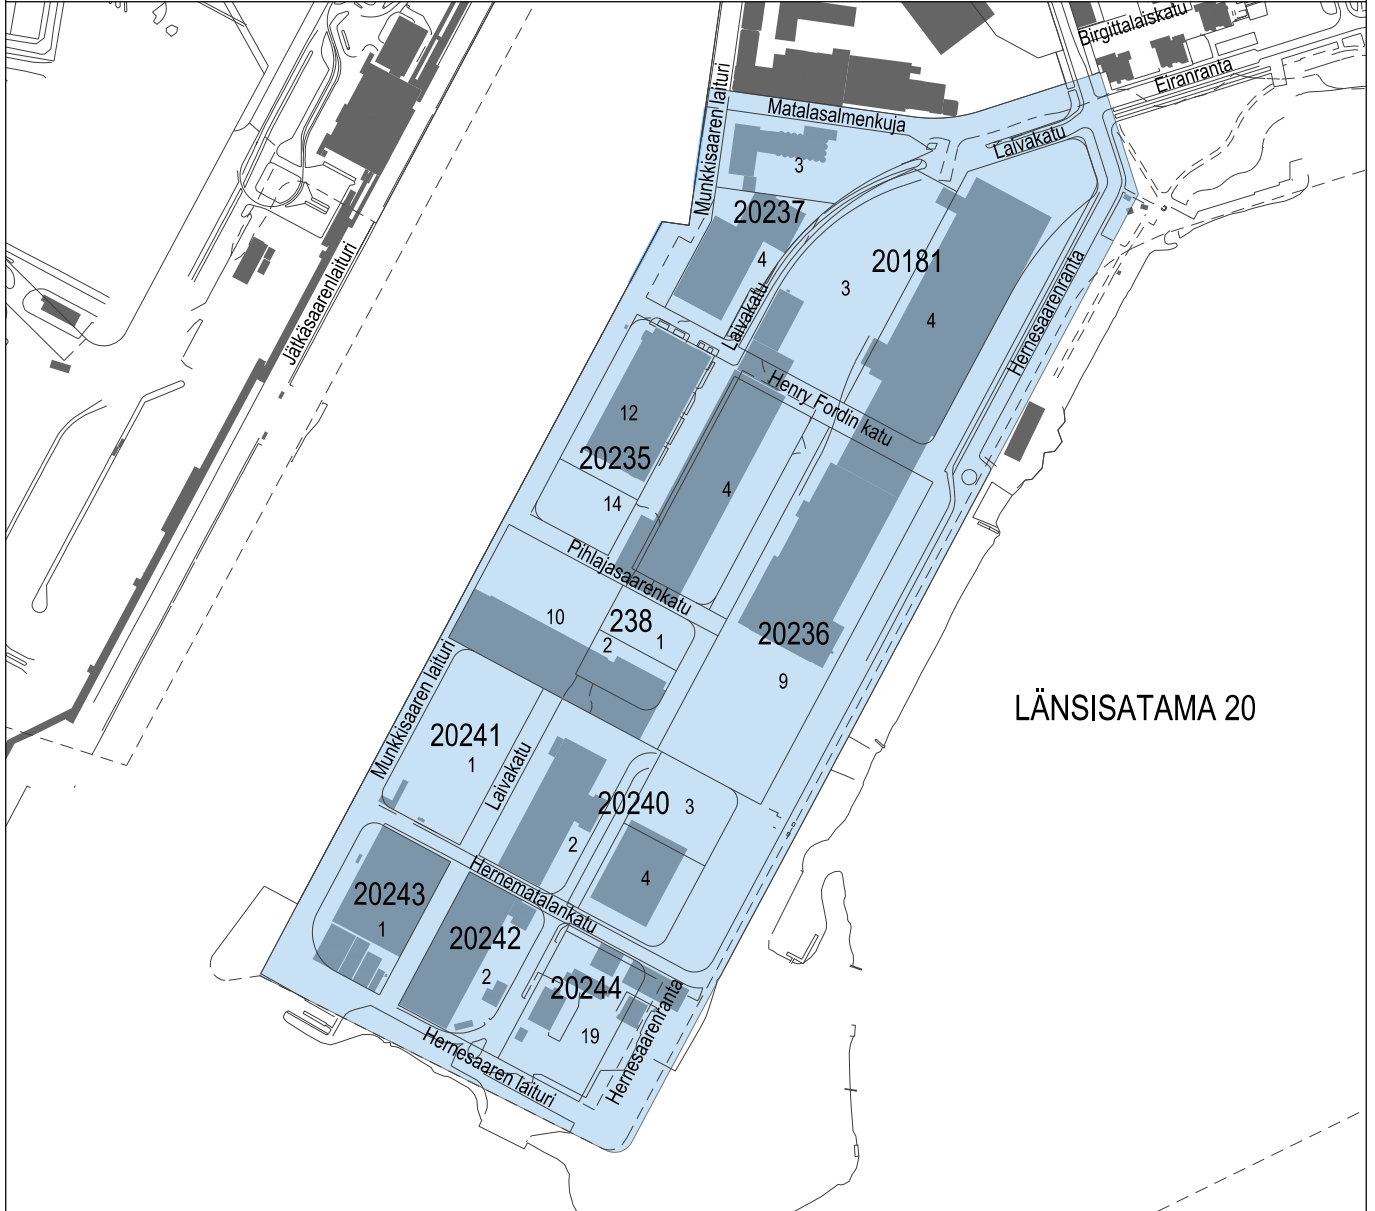 Birgittalaiskatu
Eiranranta
Munkkisaaren laituri
Matalasalmenkuja
Laivakatu
3
20237
4
20181
3
4
Jätkäsaarenlaituri
Laivakatu
Hernesaarenranta
Henry Fordin katu
12
20235
14
4
Pihlajasaarenkatu
10
238
2
1
20236
9
LÄNSISATAMA 20
Munkkisaaren laituri
20241
1
Laivakatu
20240
3
2
4
Hernematalankatu
20243
1
20242
2
20244
19
Hernesaarenranta
Hernesaaren laituri